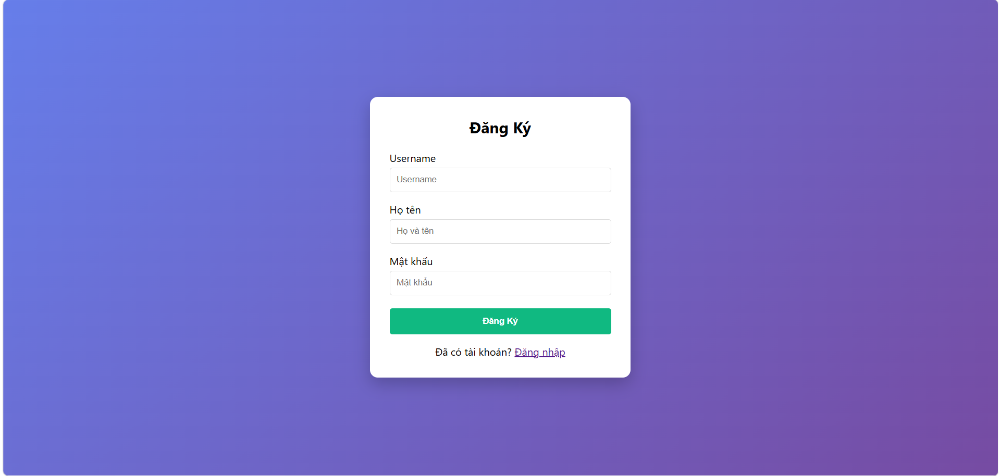 Đăng Ký
Username
Username
Họ tên
Họ và tên
Mật khẩu
Mật khẩu
Đăng Ký
Đã có tài khoản? Đăng nhập